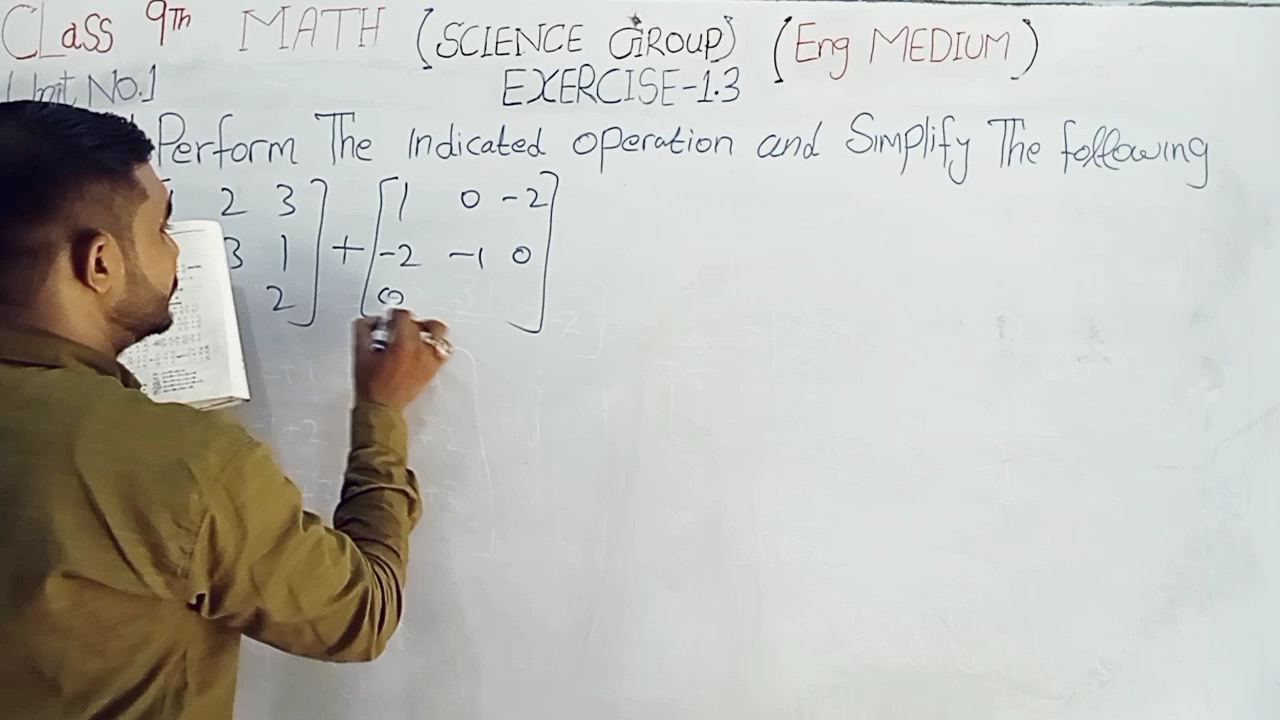 CLass 9Th MATH (SCIENCE GROUP) (Eng MEDIUM)
Unit No.1 EXERCISE-1.3
Perform The Indicated operation and Simplify The following
2 3 ] + [ 1 0 -2 ]
3 1 -2 -1 0
2 0